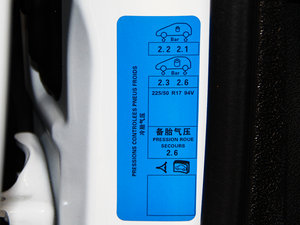 PRESSIONS CONTROLEES PNEUS FROIDS
冷胎气压
Bar
2.2 2.1
Bar
2.3 2.6
225/50 R17 94V
备胎气压
PRESSION ROUE
SECOURS
2.6